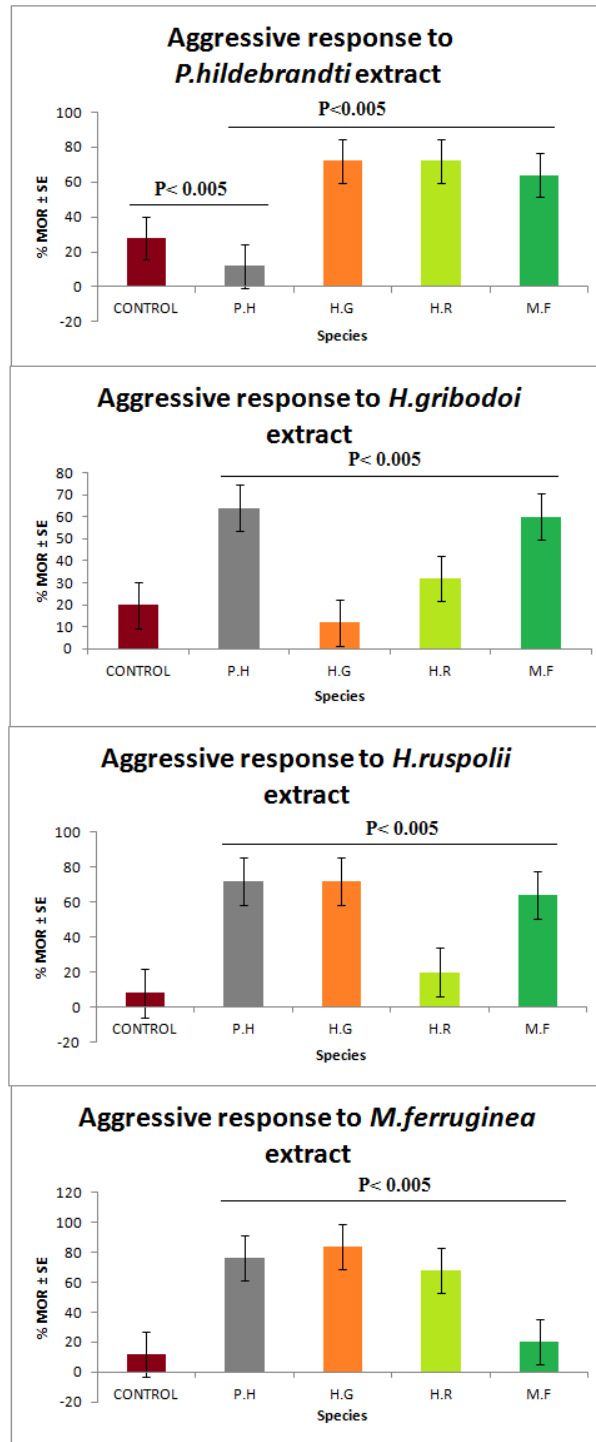 Aggressive response to
P.hildebrandti extract
P<0.005
P< 0.005
100
80
60
40
20
0
-20
% MOR ± SE
CONTROL P.H H.G H.R M.F
Species
Aggressive response to H.gribodoi
extract
P< 0.005
80
70
60
50
40
30
20
10
0
% MOR ± SE
CONTROL P.H H.G H.R M.F
Species
Aggressive response to H.ruspolii
extract
P< 0.005
100
80
60
40
20
0
-20
% MOR ± SE
CONTROL P.H H.G H.R M.F
Species
Aggressive response to M.ferruginea
extract
P< 0.005
120
100
80
60
40
20
0
-20
% MOR ± SE
CONTROL P.H H.G H.R M.F
Species